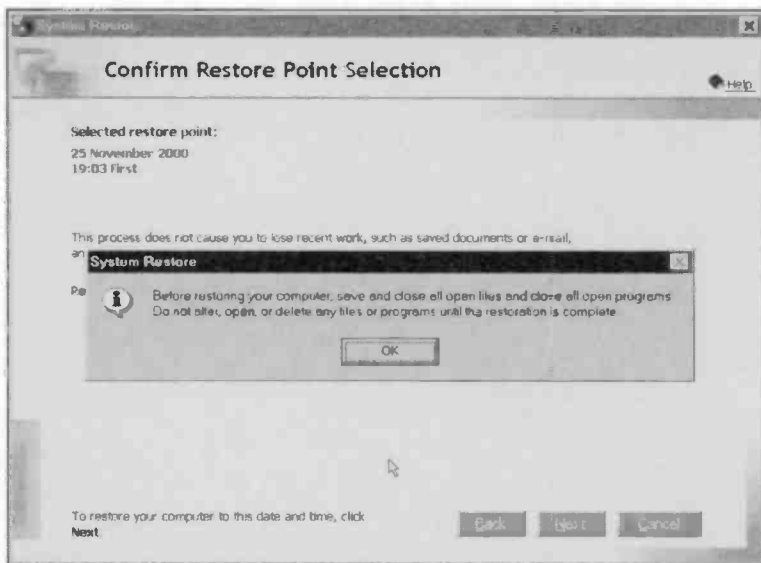 System Restore
Confirm Restore Point Selection
Help
Selected restore point:
25 November 2000
19:03 First
This process does not cause you to lose recent work, such as saved documents or e-mail,
an
System Restore
Re
Before restoring your computer, save and close all open files and close all open programs
Do not alter, open, or delete any files or programs until the restoration is complete
OK
To restore your computer to this date and time, click
Next
Back Next Cancel